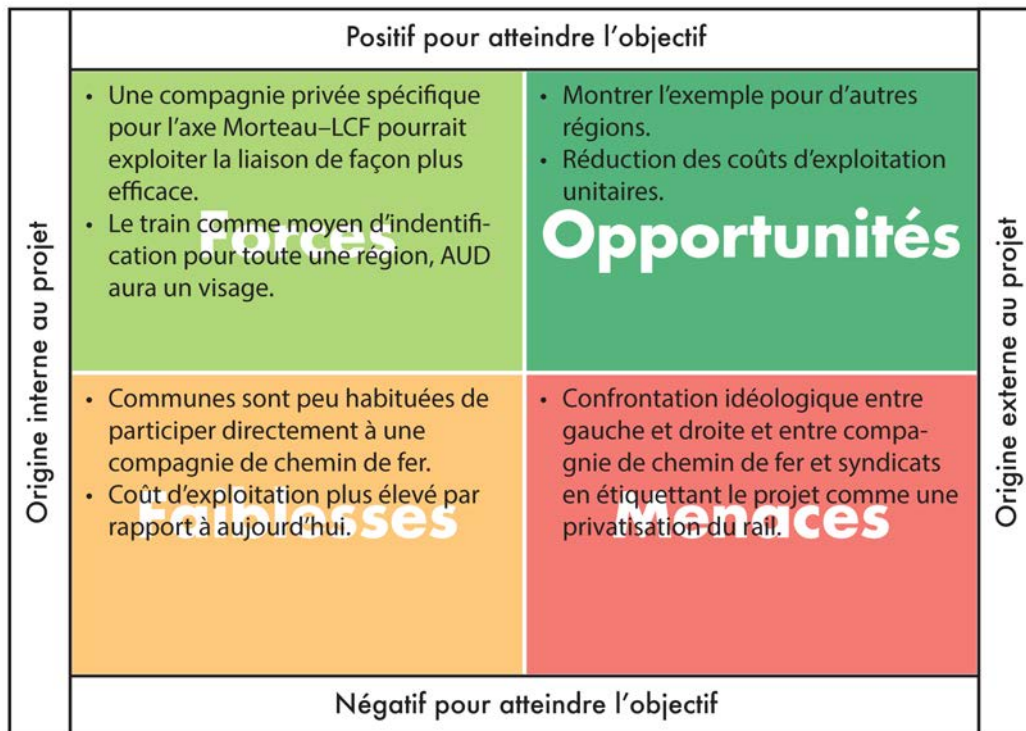 Positif pour atteindre l’objectif
Origine interne au projet
• Une compagnie privée spécifique
pour l’axe Morteau–LCF pourrait
exploiter la liaison de façon plus
efficace.
• Le train comme moyen d’indentifi-
cation pour toute une région, AUD
aura un visage.
Forces
• Montrer l’exemple pour d’autres
régions.
• Réduction des coûts d’exploitation
unitaires.
Opportunités
• Communes sont peu habituées de
participer directement à une
compagnie de chemin de fer.
• Coût d’exploitation plus élevé par
rapport à aujourd’hui.
Faiblesses
• Confrontation idéologique entre
gauche et droite et entre compa-
gnie de chemin de fer et syndicats
en étiquettant le projet comme une
privatisation du rail.
Menaces
Origine externe au projet
Négatif pour atteindre l’objectif